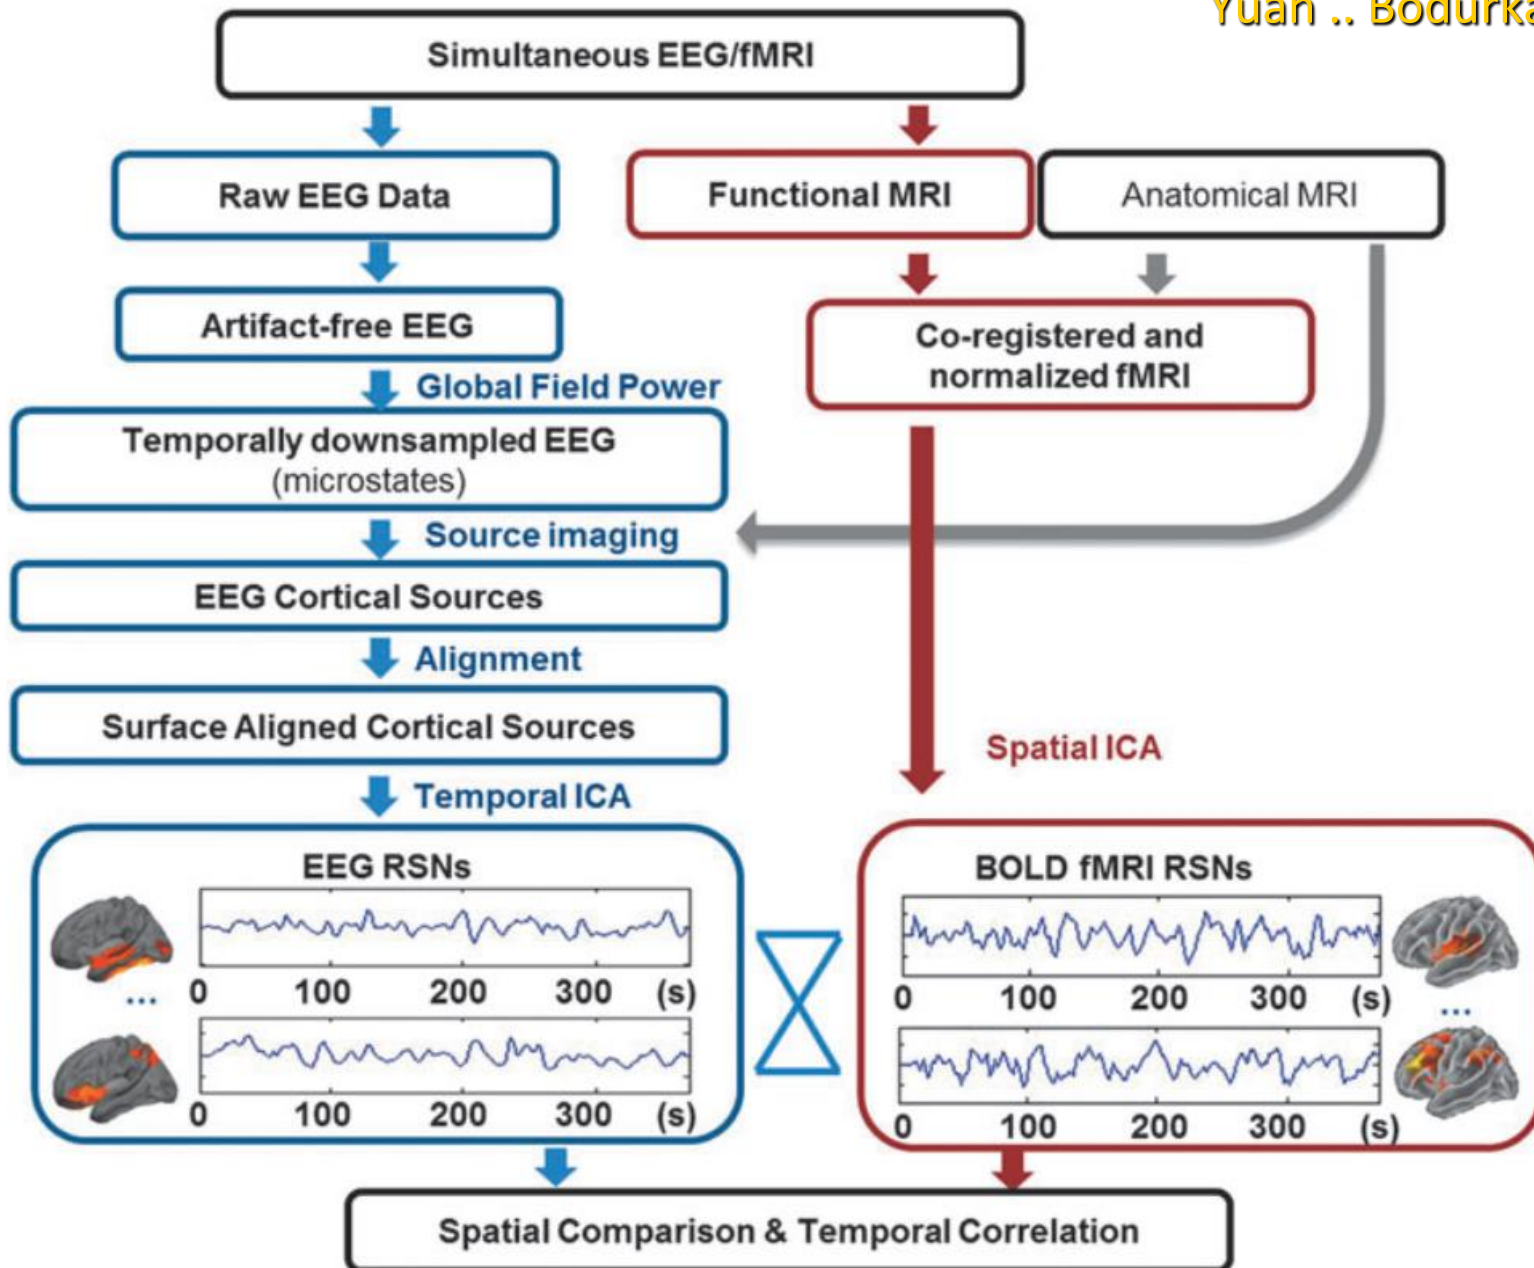 Yuan .. Bodurka
Simultaneous EEG/fMRI
Raw EEG Data
Functional MRI
Anatomical MRI
Artifact-free EEG
Co-registered and
normalized fMRI
Global Field Power
Temporally downsampled EEG
(microstates)
Source imaging
EEG Cortical Sources
Alignment
Surface Aligned Cortical Sources
Spatial ICA
Temporal ICA
EEG RSNs
0 100 200 300 (s)
...
0 100 200 300 (s)
BOLD fMRI RSNs
0 100 200 300 (s)
...
0 100 200 300 (s)
Spatial Comparison & Temporal Correlation